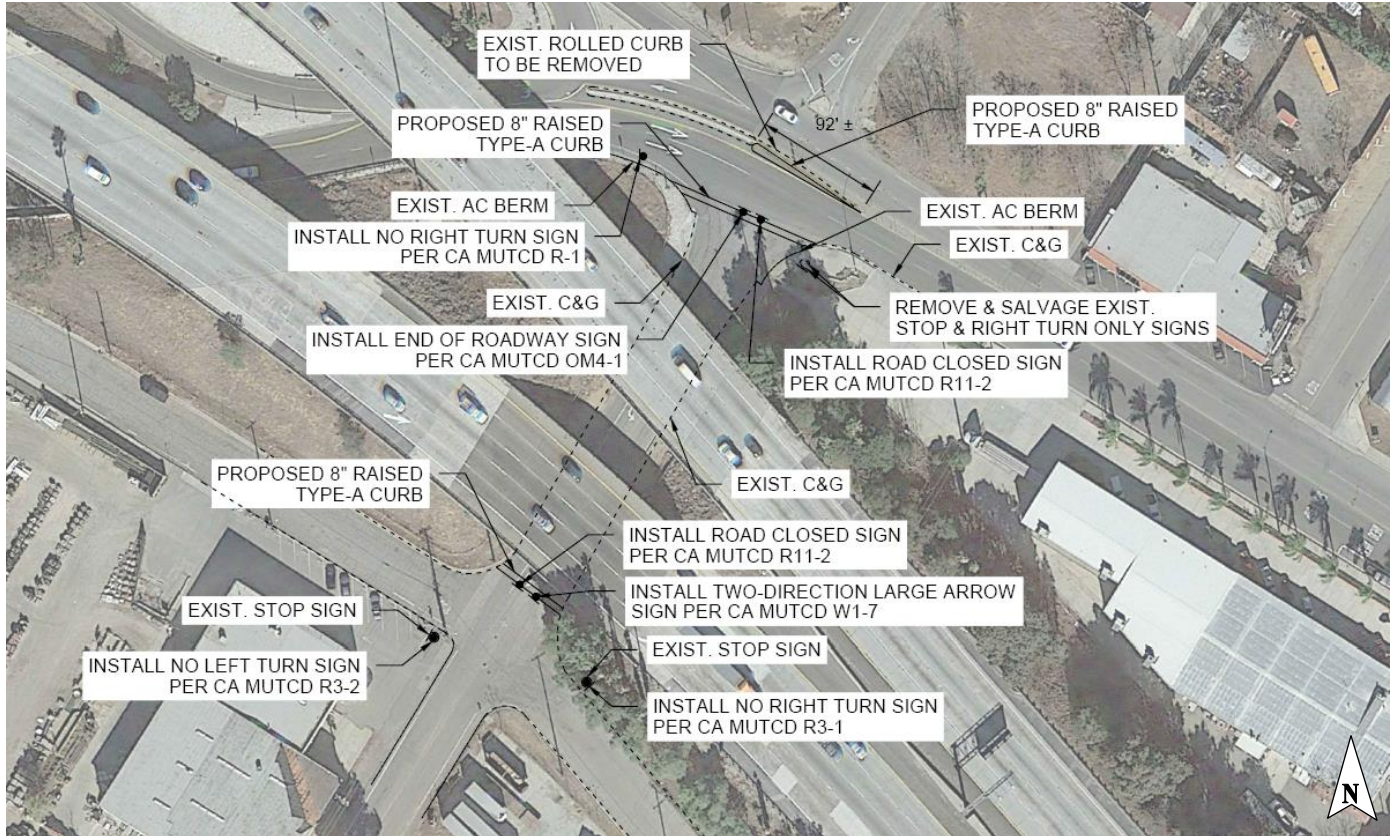 EXIST. ROLLED CURB
TO BE REMOVED
PROPOSED 8" RAISED
TYPE-A CURB
92' ±
PROPOSED 8" RAISED
TYPE-A CURB
EXIST. AC BERM
EXIST. AC BERM
INSTALL NO RIGHT TURN SIGN
PER CA MUTCD R-1
EXIST. C&G
EXIST. C&G
REMOVE & SALVAGE EXIST.
STOP & RIGHT TURN ONLY SIGNS
INSTALL END OF ROADWAY SIGN
PER CA MUTCD OM4-1
INSTALL ROAD CLOSED SIGN
PER CA MUTCD R11-2
PROPOSED 8" RAISED
TYPE-A CURB
EXIST. C&G
INSTALL ROAD CLOSED SIGN
PER CA MUTCD R11-2
INSTALL TWO-DIRECTION LARGE ARROW
SIGN PER CA MUTCD W1-7
EXIST. STOP SIGN
EXIST. STOP SIGN
INSTALL NO LEFT TURN SIGN
PER CA MUTCD R3-2
INSTALL NO RIGHT TURN SIGN
PER CA MUTCD R3-1
N